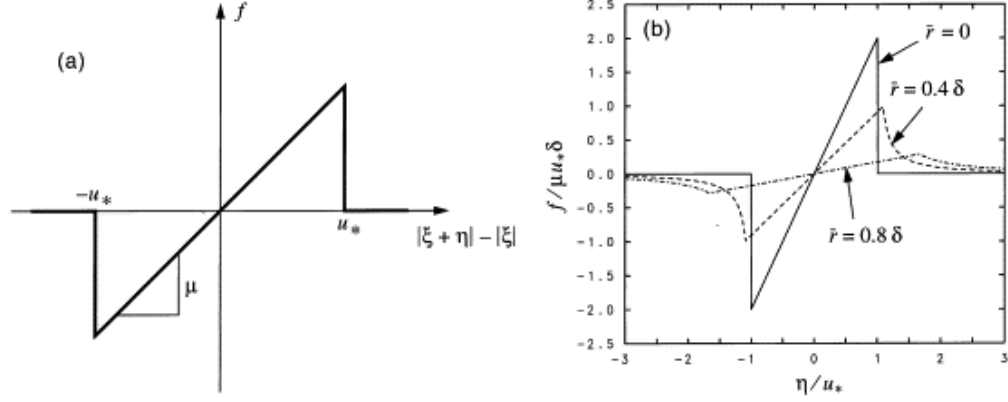 (a)
f
−u*
u*
|ξ + η| − |ξ|
μ
(b)
f/μu*δ
2.5
2.0
1.5
1.0
0.5
0.0
-0.5
-1.0
-1.5
-2.0
-2.5
r̄ = 0
r̄ = 0.4 δ
r̄ = 0.8 δ
-3
-2
-1
0
1
2
3
η/u*